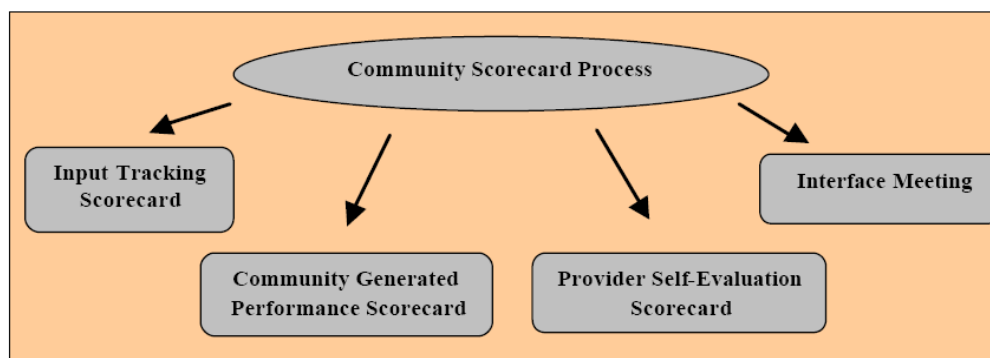 Community Scorecard Process
Input Tracking
Scorecard
Interface Meeting
Community Generated
Performance Scorecard
Provider Self-Evaluation
Scorecard